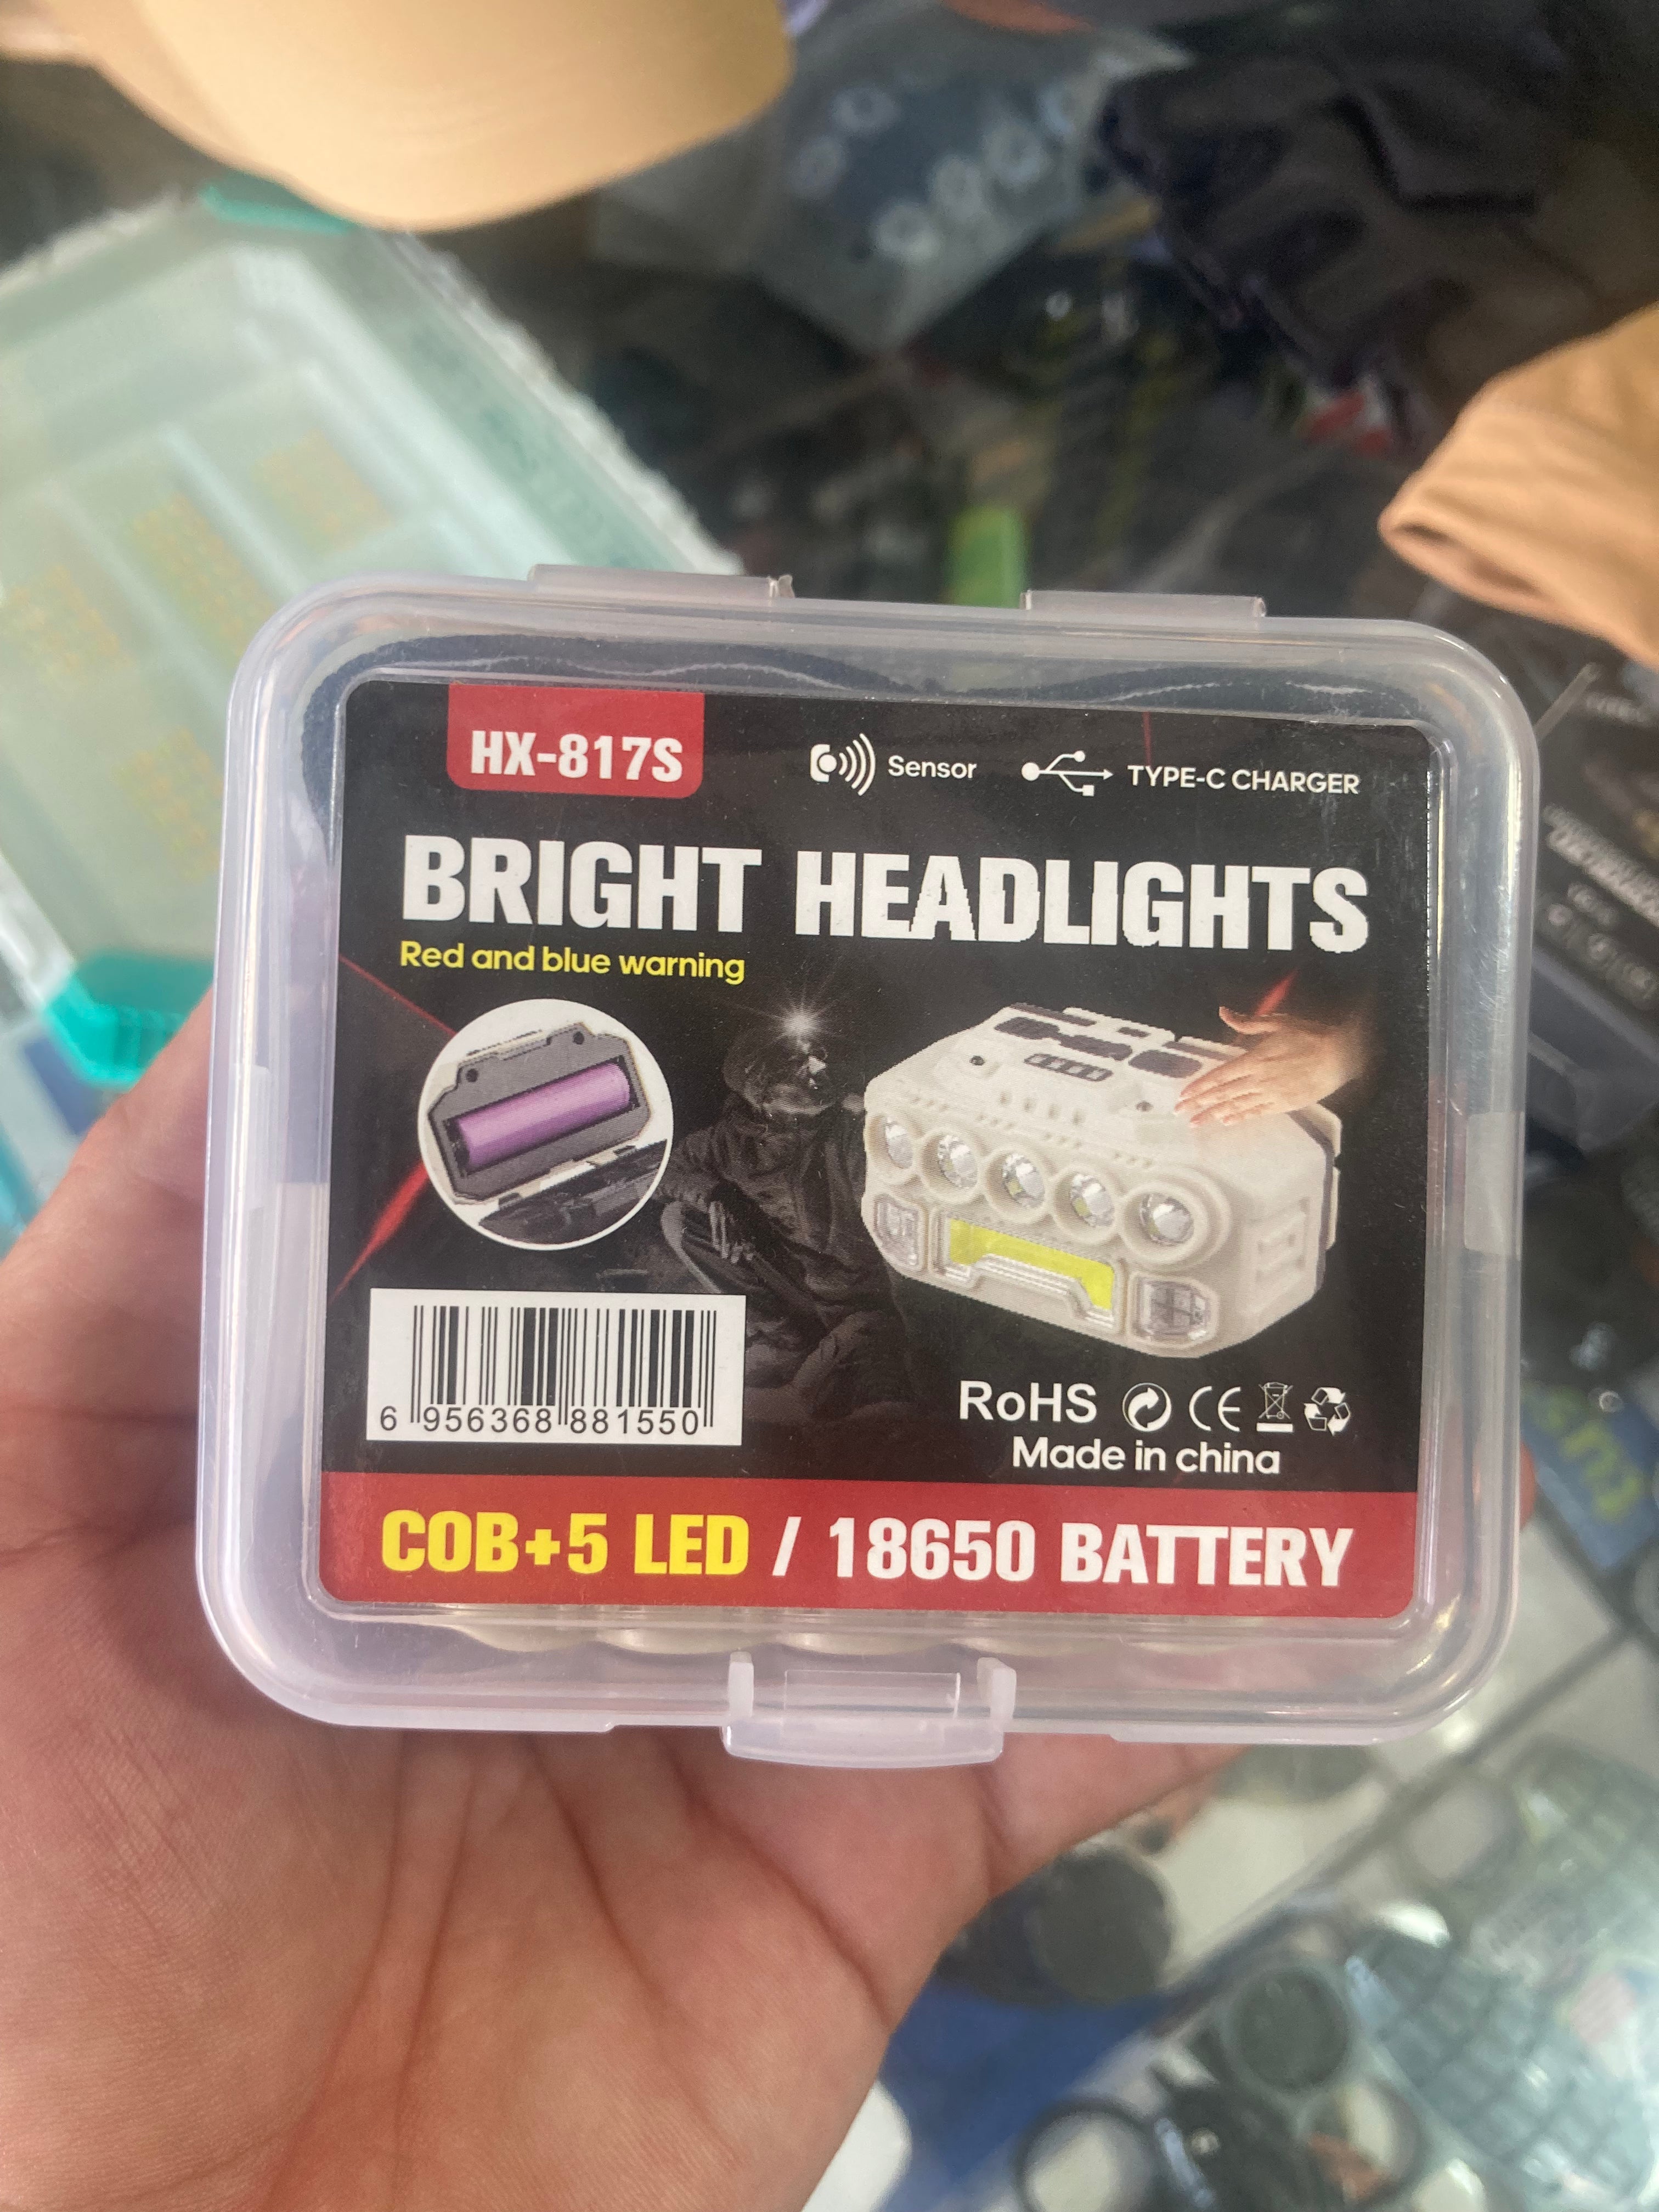 HX-817S
Sensor
TYPE-C CHARGER
BRIGHT HEADLIGHTS
Red and blue warning
6 956368 881550
RoHS CE
Made in china
COB+5 LED / 18650 BATTERY